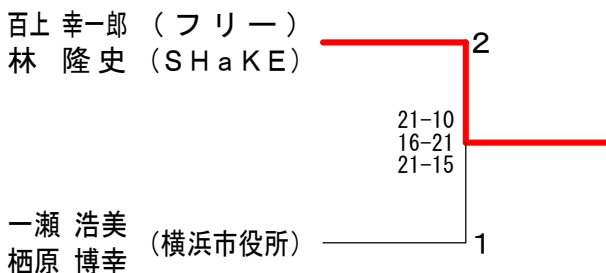 百上 幸一郎 (フリー)
林 隆史 (SHaKE)
2
21-10
16-21
21-15
一瀬 浩美
栖原 博幸
(横浜市役所)
1